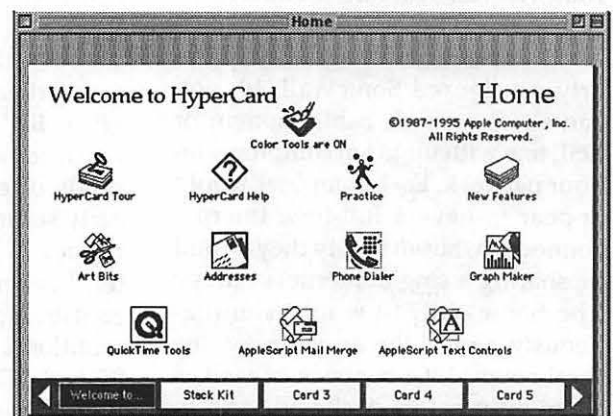 Home
Welcome to HyperCard
Home
Color Tools are ON
©1987-1995 Apple Computer, Inc.
All Rights Reserved.
HyperCard Tour
HyperCard Help
Practice
New Features
Art Bits
Addresses
Phone Dialer
Graph Maker
QuickTime Tools
AppleScript Mail Merge
AppleScript Text Controls
Welcome to...
Stack Kit
Card 3
Card 4
Card 5